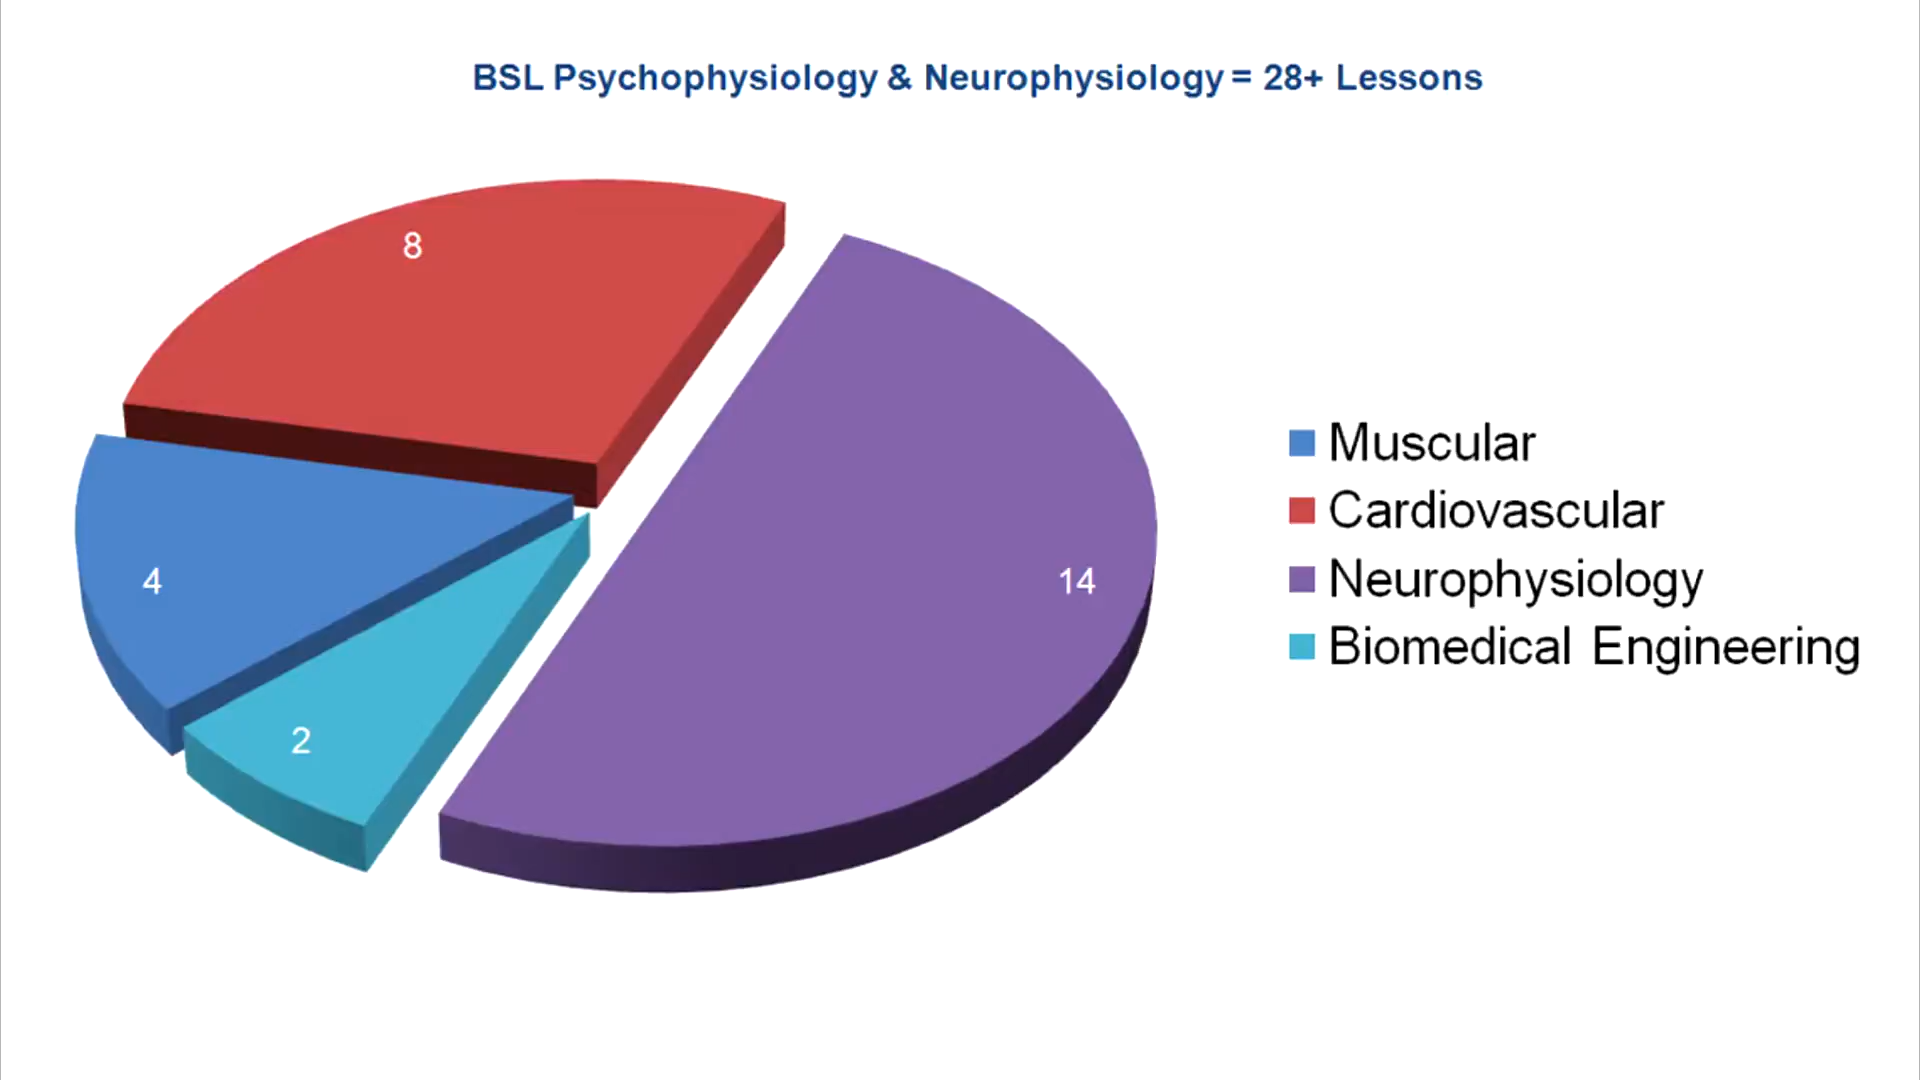 BSL Psychophysiology & Neurophysiology = 28+ Lessons
8
14
4
2
Muscular
Cardiovascular
Neurophysiology
Biomedical Engineering